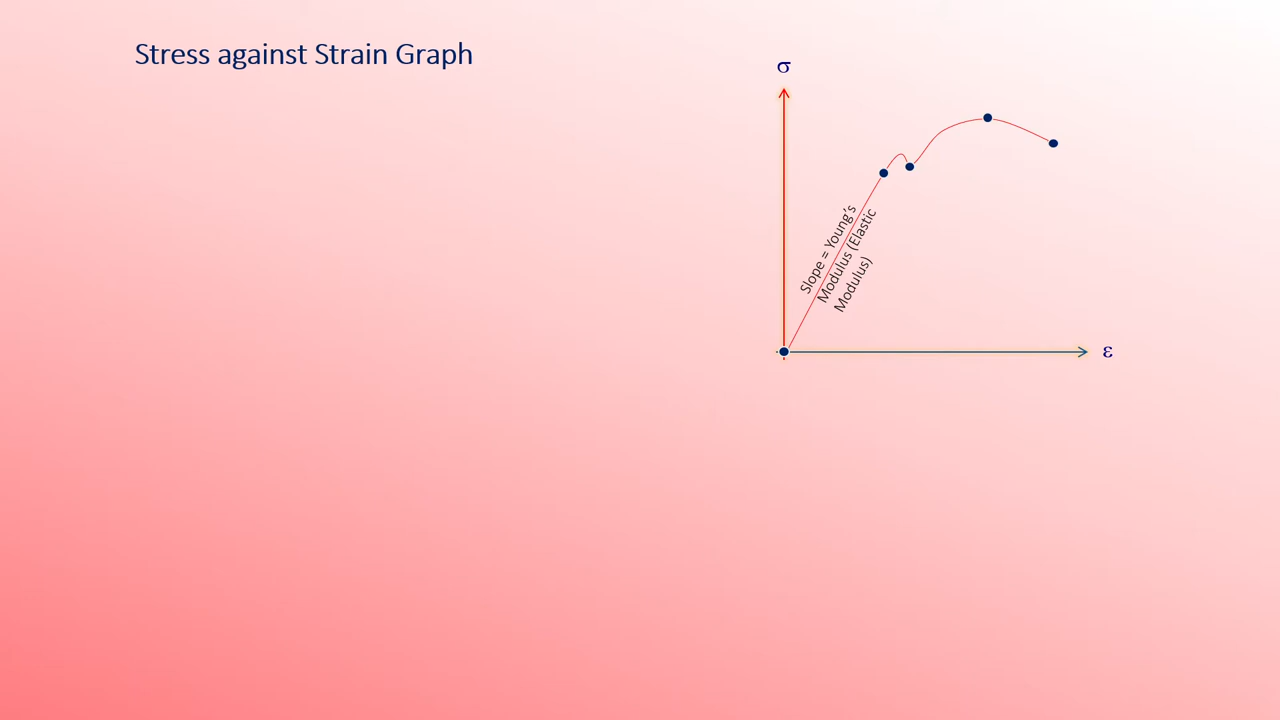 Stress against Strain Graph
σ
Slope = Young’s
Modulus (Elastic
Modulus)
ε